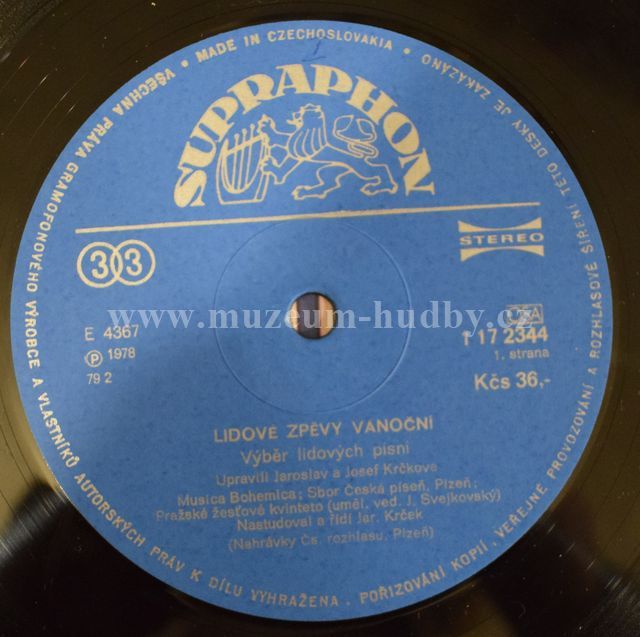 VŠECHNA PRÁVA GRAMOFONOVÉHO VÝROBCE A VLASTNÍKŮ AUTORSKÝCH PRÁV K DÍLU VYHRAŽENA · POŘIZOVÁNÍ KOPIÍ, VEŘEJNÉ PROVOZOVÁNÍ A ROZHLASOVÉ ŠÍŘENÍ TÉTO DESKY JE ZAKÁZÁNO · MADE IN CZECHOSLOVAKIA ·
SUPRAPHON
33
STEREO
www.muzeum-hudby.cz
E 4367
℗ 1978
79 2
1 17 2344
1. strana
Kčs 36,-
LIDOVÉ ZPĚVY VÁNOČNÍ
Výběr lidových písní
Upravili Jaroslav a Josef Krčkové
Musica Bohemica; Sbor Česká píseň, Plzeň;
Pražské žesťové kvinteto (uměl. ved. J. Svejkovský)
Nastudoval a řídí Jar. Krček
(Nahrávky Čs. rozhlasu, Plzeň)